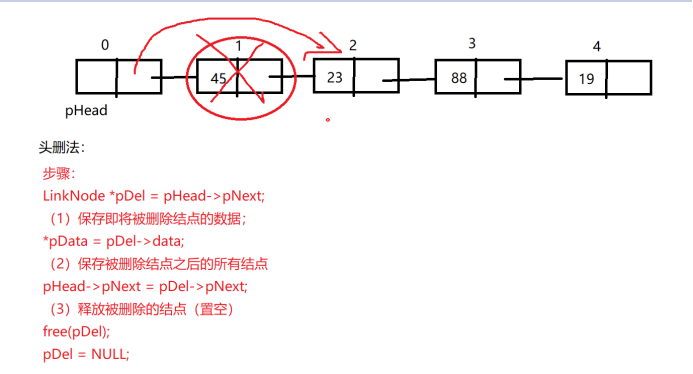 0 1 2 3 4
45 23 88 19
pHead
头删法：
步骤：
LinkNode *pDel = pHead->pNext;
（1）保存即将被删除结点的数据；
*pData = pDel->data;
（2）保存被删除结点之后的所有结点
pHead->pNext = pDel->pNext;
（3）释放被删除的结点（置空）
free(pDel);
pDel = NULL;